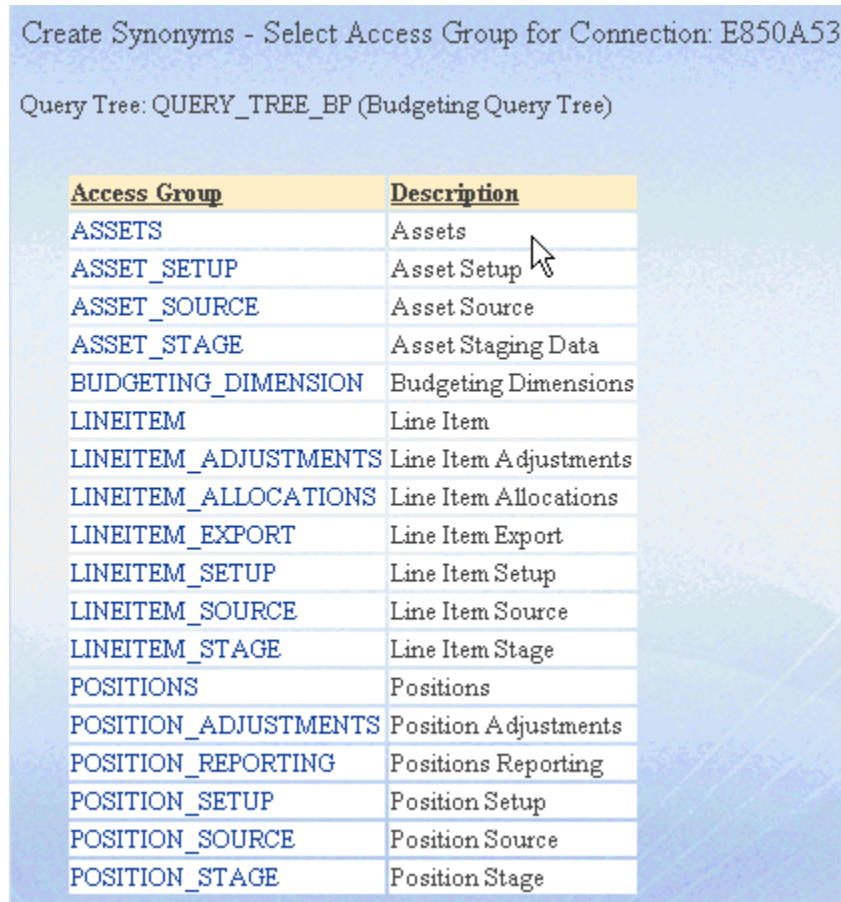 Create Synonyms - Select Access Group for Connection: E850A53
Query Tree: QUERY_TREE_BP (Budgeting Query Tree)
Access Group Description
ASSETS Assets
ASSET_SETUP Asset Setup
ASSET_SOURCE Asset Source
ASSET_STAGE Asset Staging Data
BUDGETING_DIMENSION Budgeting Dimensions
LINEITEM Line Item
LINEITEM_ADJUSTMENTS Line Item Adjustments
LINEITEM_ALLOCATIONS Line Item Allocations
LINEITEM_EXPORT Line Item Export
LINEITEM_SETUP Line Item Setup
LINEITEM_SOURCE Line Item Source
LINEITEM_STAGE Line Item Stage
POSITIONS Positions
POSITION_ADJUSTMENTS Position Adjustments
POSITION_REPORTING Positions Reporting
POSITION_SETUP Position Setup
POSITION_SOURCE Position Source
POSITION_STAGE Position Stage